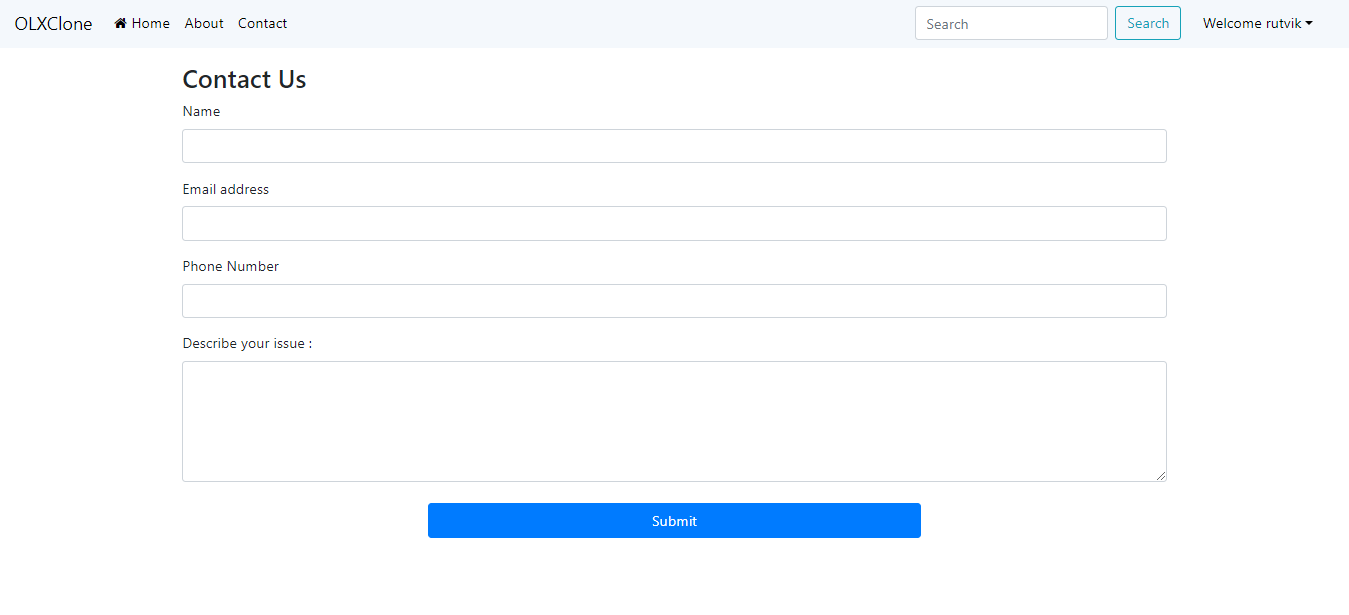 OLXClone Home About Contact Search Search Welcome rutvik
Contact Us
Name
Email address
Phone Number
Describe your issue :
Submit